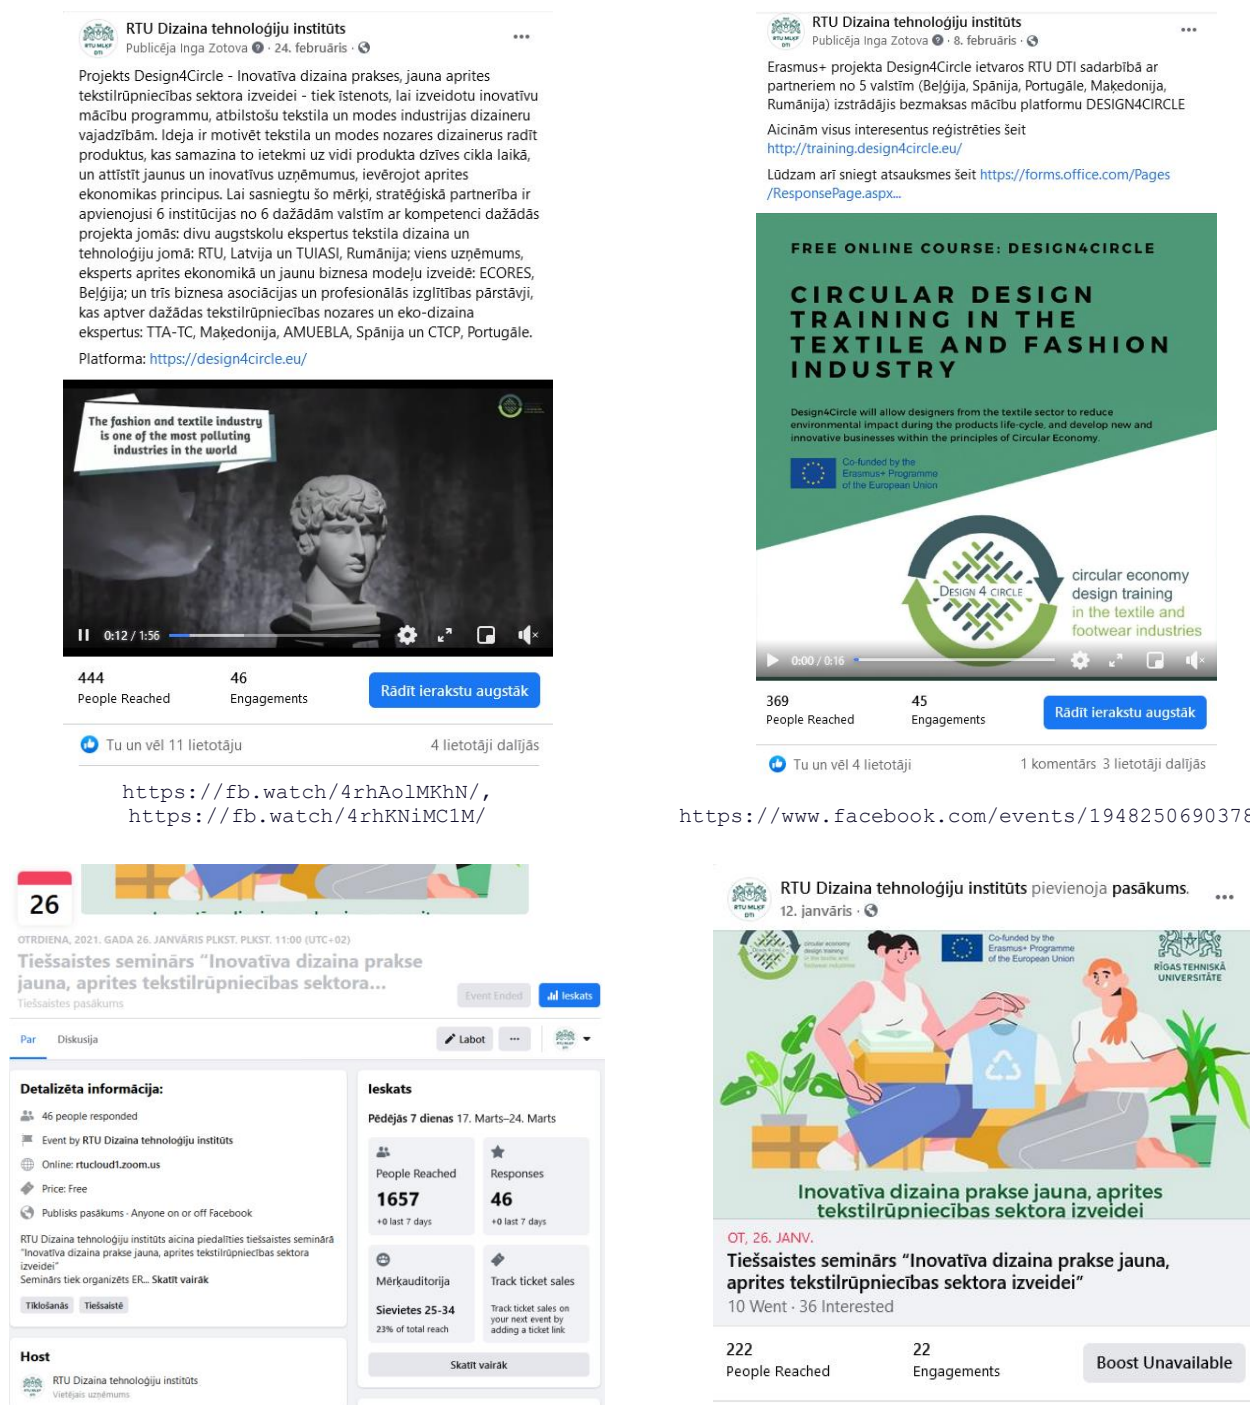 RTU Dizaina tehnoloģiju institūts
Publicēja Inga Zotova · 24. februāris ·
Projekts Design4Circle - Inovatīva dizaina prakses, jauna aprites
tekstilrūpniecības sektora izveidei - tiek īstenots, lai izveidotu inovatīvu
mācību programmu, atbilstošu tekstila un modes industrijas dizaineru
vajadzībām. Ideja ir motivēt tekstila un modes nozares dizainerus radīt
produktus, kas samazina to ietekmi uz vidi produkta dzīves cikla laikā,
un attīstīt jaunus un inovatīvus uzņēmumus, ievērojot aprites
ekonomikas principus. Lai sasniegtu šo mērķi, stratēģiskā partnerība ir
apvienojusi 6 institūcijas no 6 dažādām valstīm ar kompetenci dažādās
projekta jomās: divu augstskolu ekspertus tekstila dizaina un
tehnoloģiju jomā: RTU, Latvija un TUIASI, Rumānija; viens uzņēmums,
eksperts aprites ekonomikā un jaunu biznesa modeļu izveidē: ECORES,
Beļģija; un trīs biznesa asociācijas un profesionālās izglītības pārstāvji,
kas aptver dažādas tekstilrūpniecības nozares un eko-dizaina
ekspertus: TTA-TC, Maķedonija, AMUEBLA, Spānija un CTCP, Portugāle.
Platforma: https://design4circle.eu/
The fashion and textile industry
is one of the most polluting
industries in the world
0:12 / 1:56
444
People Reached
46
Engagements
Rādīt ierakstu augstāk
Tu un vēl 11 lietotāju
4 lietotāji dalījās
https://fb.watch/4rhAolMKhN/,
https://fb.watch/4rhKNiMC1M/
RTU Dizaina tehnoloģiju institūts
Publicēja Inga Zotova · 8. februāris ·
Erasmus+ projekta Design4Circle ietvaros RTU DTI sadarbībā ar
partneriem no 5 valstīm (Beļģija, Spānija, Portugāle, Maķedonija,
Rumānija) izstrādājis bezmaksas mācību platformu DESIGN4CIRCLE
Aicinām visus interesentus reģistrēties šeit
http://training.design4circle.eu/
Lūdzam arī sniegt atsauksmes šeit https://forms.office.com/Pages
/ResponsePage.aspx...
FREE ONLINE COURSE: DESIGN4CIRCLE
CIRCULAR DESIGN
TRAINING IN THE
TEXTILE AND FASHION
INDUSTRY
Design4Circle will allow designers from the textile sector to reduce
environmental impact during the products life-cycle, and develop new and
innovative businesses within the principles of Circular Economy.
Co-funded by the
Erasmus+ Programme
of the European Union
DESIGN 4 CIRCLE
circular economy
design training
in the textile and
footwear industries
0:00 / 0:16
369
People Reached
45
Engagements
Rādīt ierakstu augstāk
Tu un vēl 4 lietotāji
1 komentārs 3 lietotāji dalījās
https://www.facebook.com/events/1948250690378
26
OTRDIENA, 2021. GADA 26. JANVĀRIS PLKST. PLKST. 11:00 (UTC+02)
Tiešsaistes seminārs “Inovatīva dizaina prakse
jauna, aprites tekstilrūpniecības sektora...
Tiešsaistes pasākums
Event Ended
Ieskats
Par
Diskusija
Labot
Detalizēta informācija:
46 people responded
Event by RTU Dizaina tehnoloģiju institūts
Online: rtucloud1.zoom.us
Price: Free
Publisks pasākums · Anyone on or off Facebook
RTU Dizaina tehnoloģiju institūts aicina piedalīties tiešsaistes seminārā
"Inovatīva dizaina prakse jauna, aprites tekstilrūpniecības sektora
izveidei"
Seminārs tiek organizēts ER... Skatīt vairāk
Tīklošanās
Tiešsaistē
Host
RTU Dizaina tehnoloģiju institūts
Vietējais uzņēmums
Ieskats
Pēdējās 7 dienas 17. Marts–24. Marts
People Reached
1657
+0 last 7 days
Responses
46
+0 last 7 days
Mērķauditorija
Sievietes 25-34
23% of total reach
Track ticket sales
Track ticket sales on
your next event by
adding a ticket link
Skatīt vairāk
RTU Dizaina tehnoloģiju institūts pievienoja pasākums.
12. janvāris ·
circular economy
design training
in the textile and
footwear industries
Co-funded by the
Erasmus+ Programme
of the European Union
RĪGAS TEHNISKĀ
UNIVERSITĀTE
Inovatīva dizaina prakse jauna, aprites
tekstilrūpniecības sektora izveidei
OT, 26. JANV.
Tiešsaistes seminārs “Inovatīva dizaina prakse jauna,
aprites tekstilrūpniecības sektora izveidei”
10 Went · 36 Interested
222
People Reached
22
Engagements
Boost Unavailable